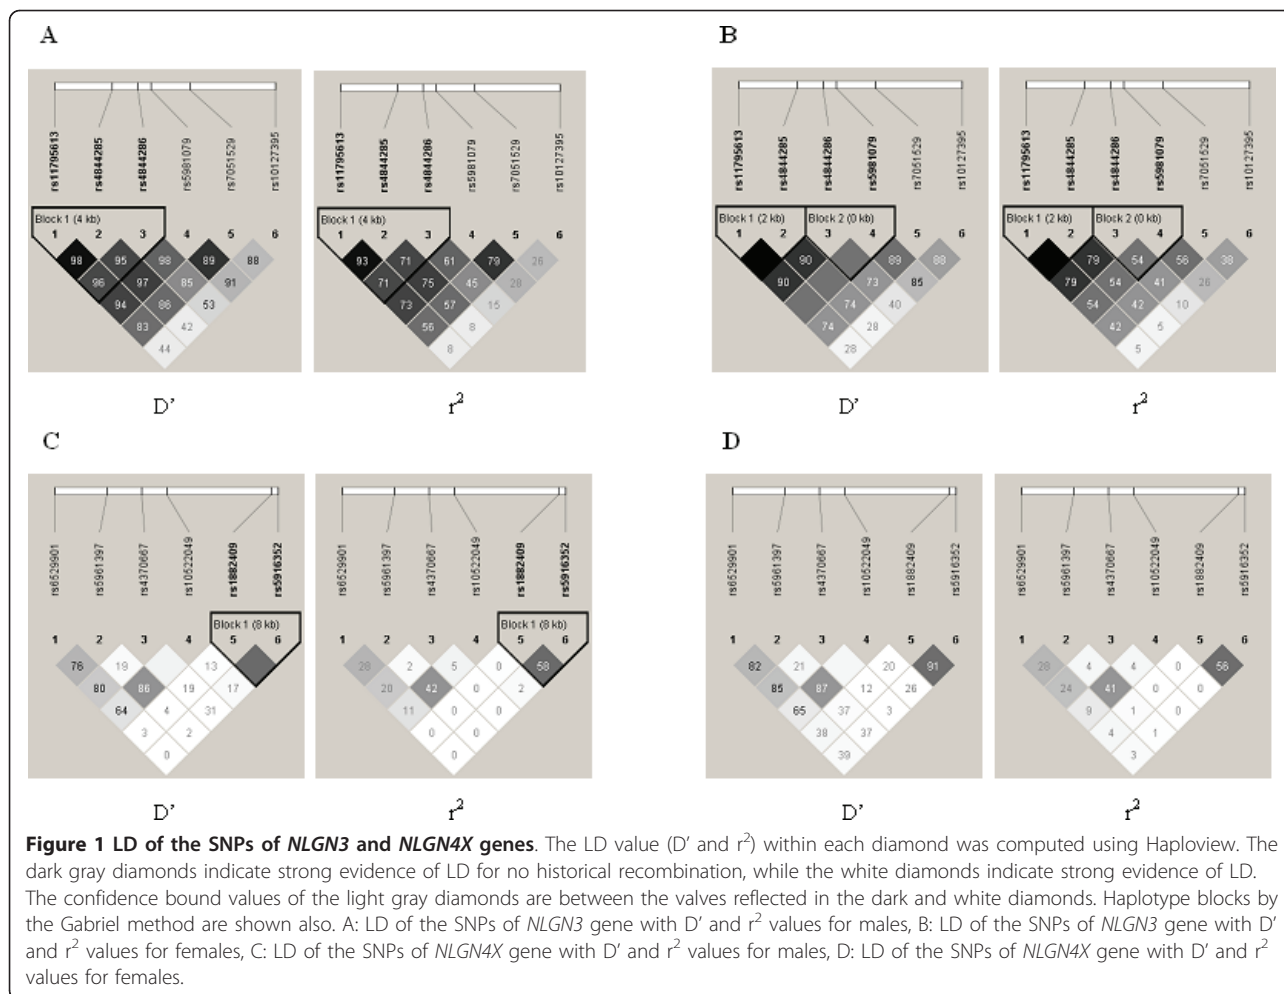 A
rs11795613
rs4844285
rs4844286
rs5981079
rs7051529
rs10127395
Block 1 (4 kb)
1 2 3 4 5 6
98 95 98 89 88
96 97 85 91
94 86 53
83 42
44
D’
rs11795613
rs4844285
rs4844286
rs5981079
rs7051529
rs10127395
Block 1 (4 kb)
1 2 3 4 5 6
93 71 61 79 26
71 75 45 28
73 57 15
56 8
8
r²
B
rs11795613
rs4844285
rs4844286
rs5981079
rs7051529
rs10127395
Block 1 (2 kb) Block 2 (0 kb)
1 2 3 4 5 6
90 89 88
90 73 85
74 40
74 28
28
D’
rs11795613
rs4844285
rs4844286
rs5981079
rs7051529
rs10127395
Block 1 (2 kb) Block 2 (0 kb)
1 2 3 4 5 6
79 54 56 38
79 54 41 26
54 42 10
42 5
5
r²
C
rs6529901
rs5961397
rs4370667
rs10522049
rs1882409
rs5916352
Block 1 (8 kb)
1 2 3 4 5 6
76 19 13
80 86 19 17
64 4 31
3 2
0
D’
rs6529901
rs5961397
rs4370667
rs10522049
rs1882409
rs5916352
Block 1 (8 kb)
1 2 3 4 5 6
28 2 5 0 58
20 42 0 2
11 0 0
0 0
0
r²
D
rs6529901
rs5961397
rs4370667
rs10522049
rs1882409
rs5916352
1 2 3 4 5 6
82 21 20 91
85 87 12 26
65 37 3
38 37
39
D’
rs6529901
rs5961397
rs4370667
rs10522049
rs1882409
rs5916352
1 2 3 4 5 6
28 4 4 0 56
24 41 0 0
9 1 0
4 1
3
r²
Figure 1 LD of the SNPs of NLGN3 and NLGN4X genes. The LD value (D’ and r²) within each diamond was computed using Haploview. The
dark gray diamonds indicate strong evidence of LD for no historical recombination, while the white diamonds indicate strong evidence of LD.
The confidence bound values of the light gray diamonds are between the valves reflected in the dark and white diamonds. Haplotype blocks by
the Gabriel method are shown also. A: LD of the SNPs of NLGN3 gene with D’ and r² values for males, B: LD of the SNPs of NLGN3 gene with D’
and r² values for females, C: LD of the SNPs of NLGN4X gene with D’ and r² values for males, D: LD of the SNPs of NLGN4X gene with D’ and r²
values for females.